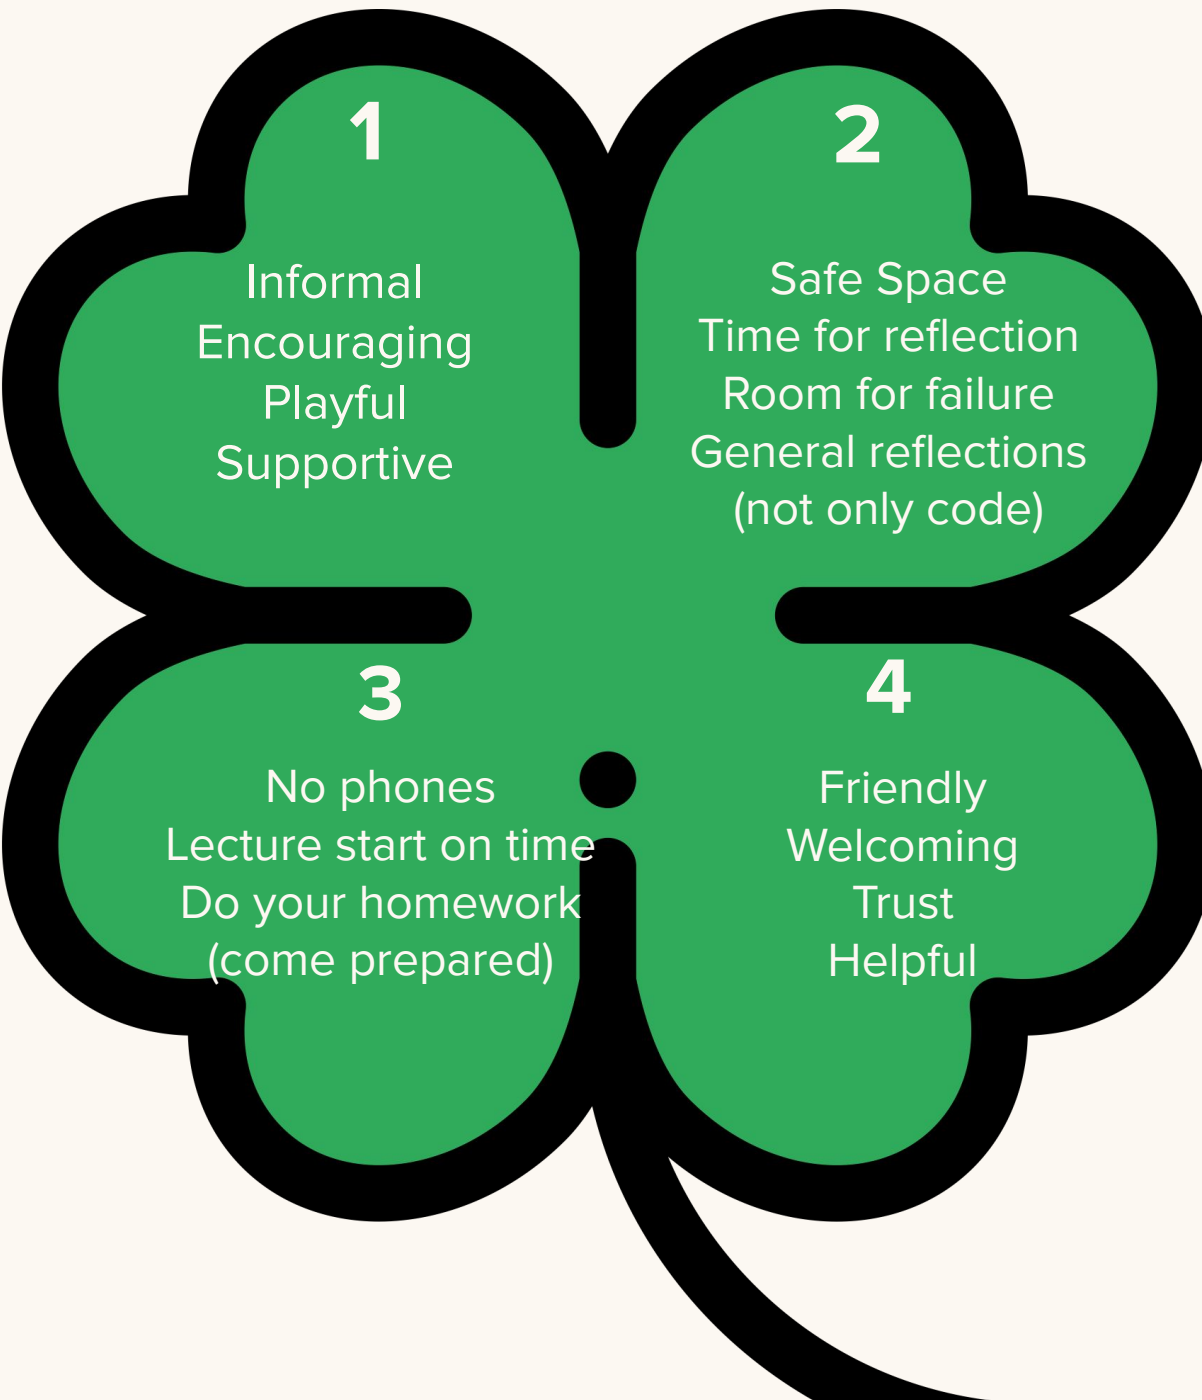 1
Informal
Encouraging
Playful
Supportive
2
Safe Space
Time for reflection
Room for failure
General reflections
(not only code)
3
No phones
Lecture start on time
Do your homework
(come prepared)
4
Friendly
Welcoming
Trust
Helpful